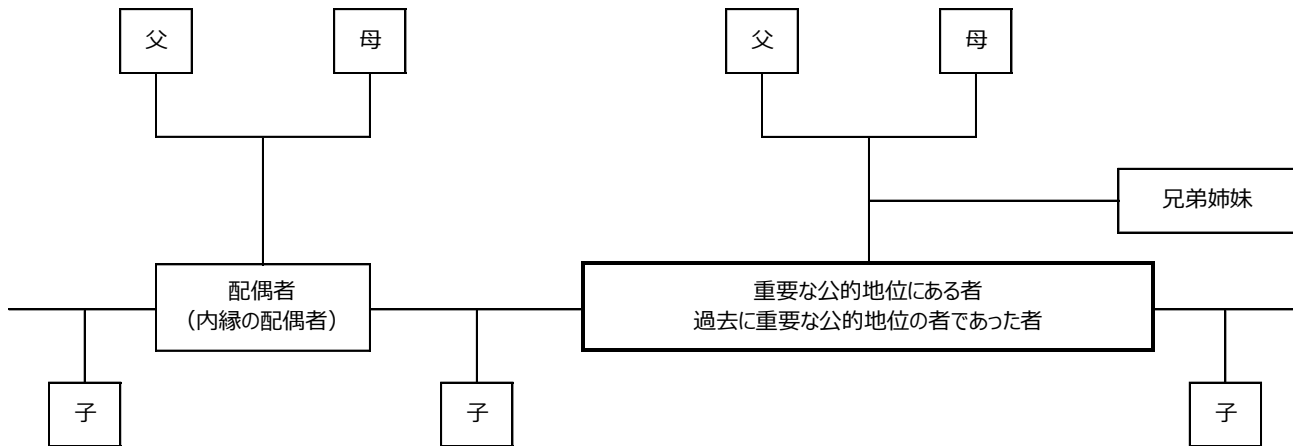 父
母
父
母
兄弟姉妹
配偶者
（内縁の配偶者）
重要な公的地位にある者
過去に重要な公的地位の者であった者
子
子
子